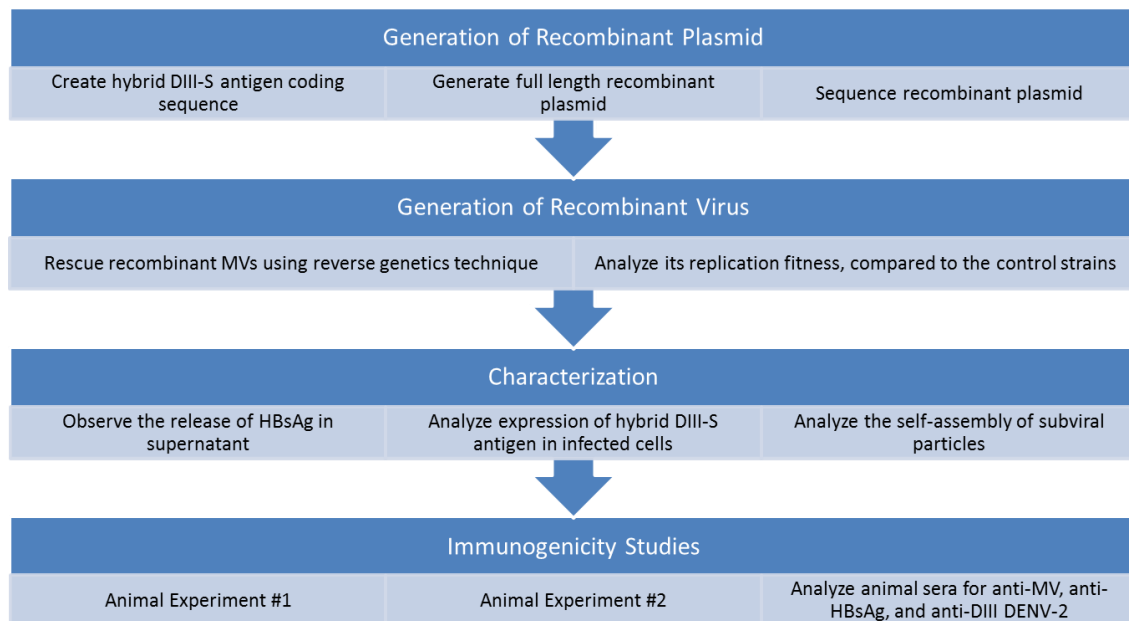 Generation of Recombinant Plasmid
Create hybrid DIII-S antigen coding
sequence
Generate full length recombinant
plasmid
Sequence recombinant plasmid
Generation of Recombinant Virus
Rescue recombinant MVs using reverse genetics technique
Analyze its replication fitness, compared to the control strains
Characterization
Observe the release of HBsAg in
supernatant
Analyze expression of hybrid DIII-S
antigen in infected cells
Analyze the self-assembly of subviral
particles
Immunogenicity Studies
Animal Experiment #1
Animal Experiment #2
Analyze animal sera for anti-MV, anti-
HBsAg, and anti-DIII DENV-2